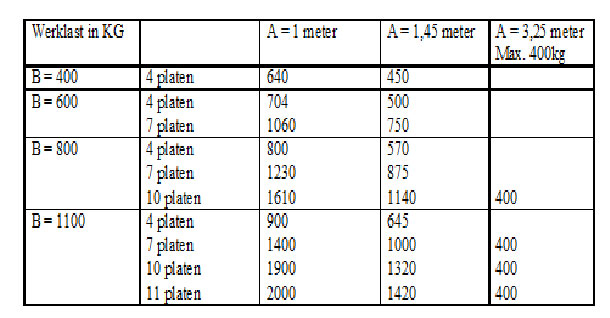 Werklast in KG A = 1 meter A = 1,45 meter A = 3,25 meter
Max. 400kg
B = 400 4 platen 640 450
B = 600 4 platen 704 500
7 platen 1060 750
B = 800 4 platen 800 570
7 platen 1230 875
10 platen 1610 1140 400
B = 1100 4 platen 900 645
7 platen 1400 1000 400
10 platen 1900 1320 400
11 platen 2000 1420 400